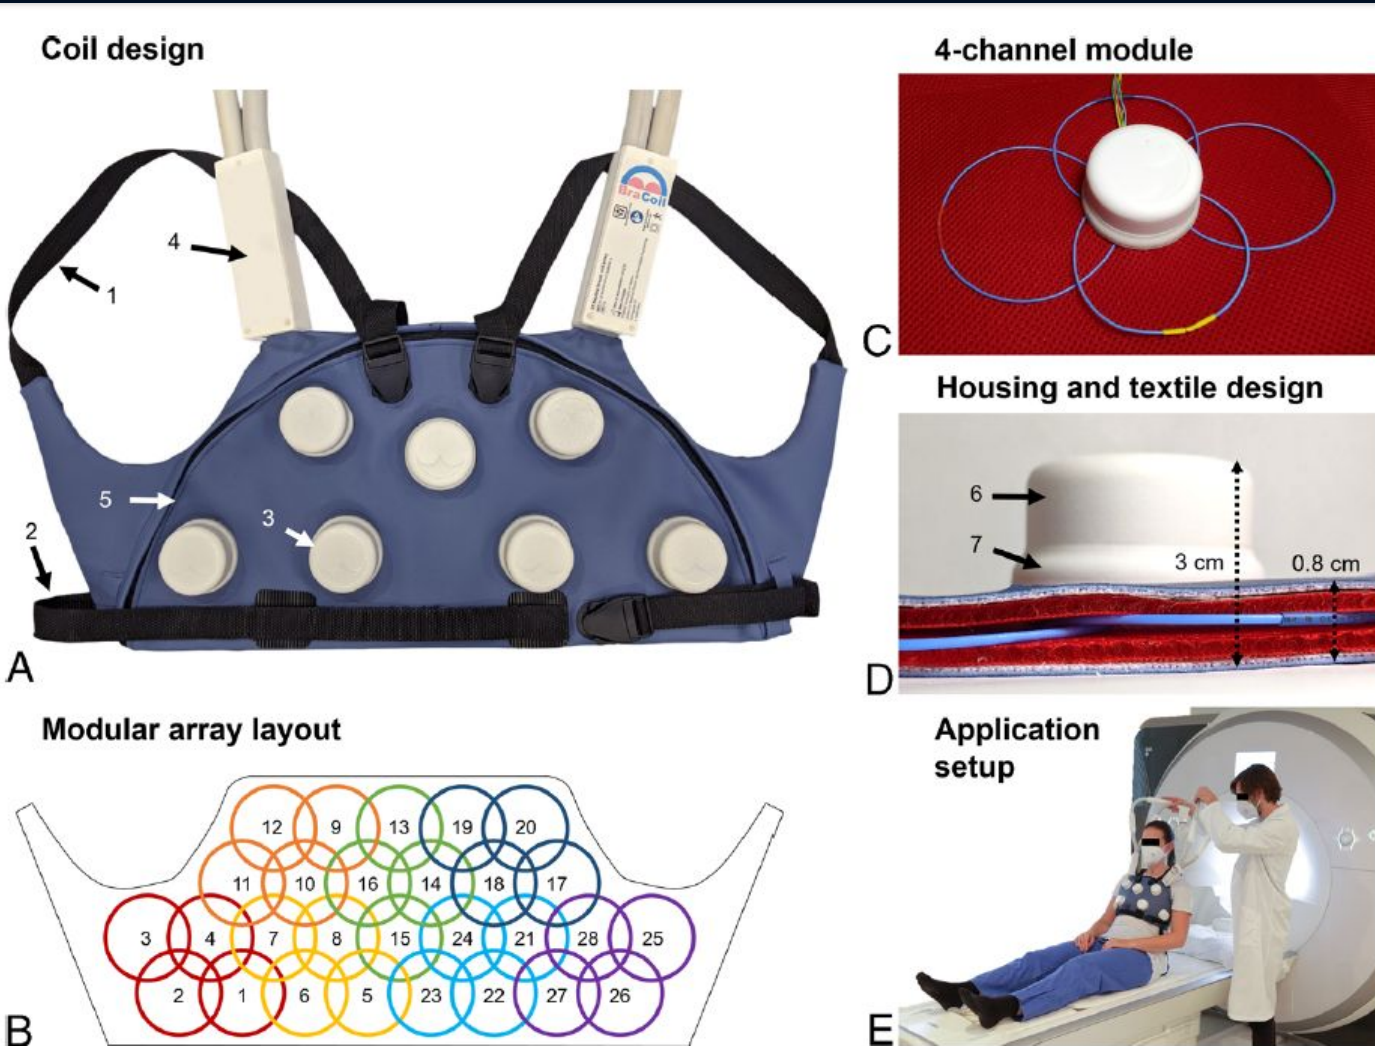 Coil design
4
1
5
3
2
A
BraCoil
4-channel module
C
Housing and textile design
6
7
3 cm
0.8 cm
D
Modular array layout
12 9 13 19 20
11 10 16 14 18 17
3 4 7 8 15 24 21 28 25
2 1 6 5 23 22 27 26
B
Application
setup
E